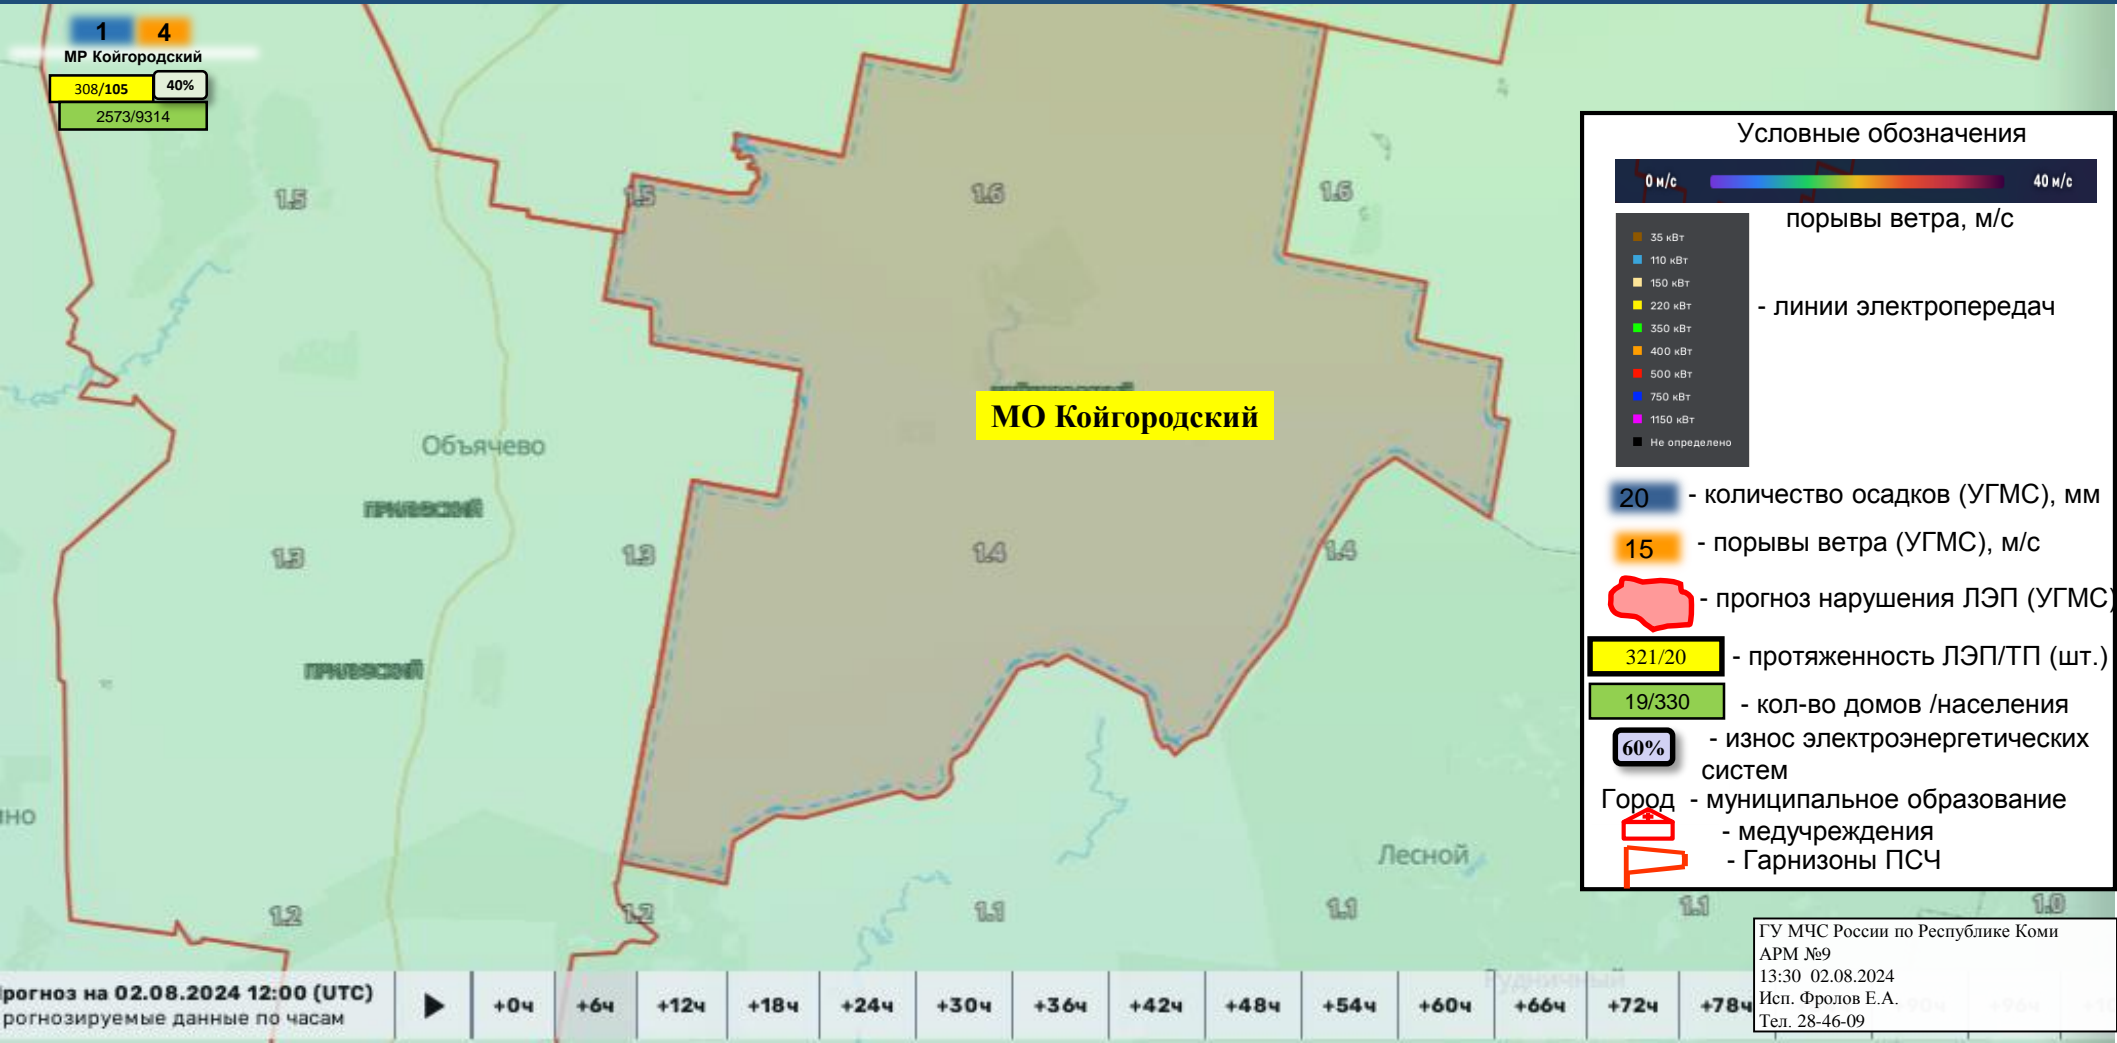 1 4
МР Койгородский
308/105 40%
2573/9314
1.5 1.5 1.6 1.6
МО Койгородский
Объячево
ПРИЛУЗСКИЙ
1.3 1.3 1.4 1.4
ПРИЛУЗСКИЙ
Лесной
1.2 1.2 1.1 1.1 1.1 1.0
Условные обозначения
0 м/с 40 м/с
порывы ветра, м/с
35 кВт
110 кВт
150 кВт
220 кВт
350 кВт
400 кВт
500 кВт
750 кВт
1150 кВт
Не определено
- линии электропередач
20 - количество осадков (УГМС), мм
15 - порывы ветра (УГМС), м/с
- прогноз нарушения ЛЭП (УГМС)
321/20 - протяженность ЛЭП/ТП (шт.)
19/330 - кол-во домов /населения
60% - износ электроэнергетических
систем
Город - муниципальное образование
- медучреждения
- Гарнизоны ПСЧ
ГУ МЧС России по Республике Коми
АРМ №9
13:30 02.08.2024
Исп. Фролов Е.А.
Тел. 28-46-09
Рудничный
рогноз на 02.08.2024 12:00 (UTC)
рогнозируемые данные по часам
+0ч +6ч +12ч +18ч +24ч +30ч +36ч +42ч +48ч +54ч +60ч +66ч +72ч +78ч